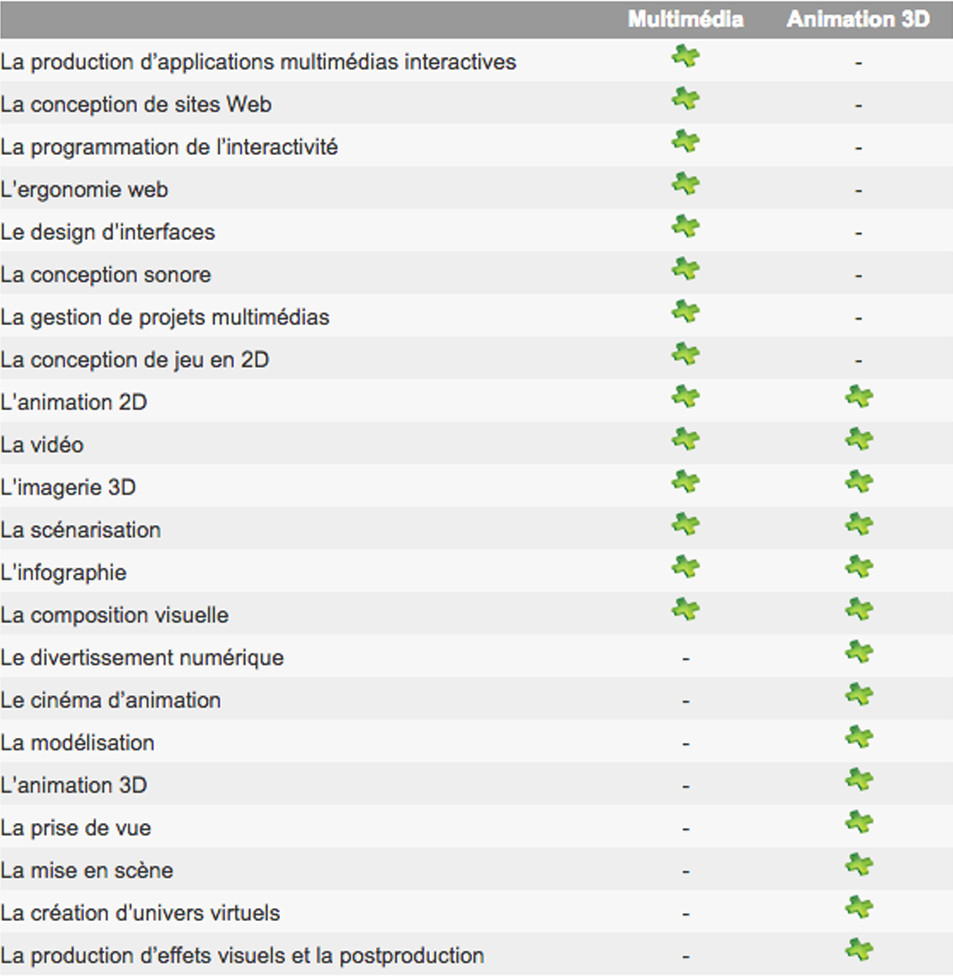 Multimédia Animation 3D
La production d'applications multimédias interactives -
La conception de sites Web -
La programmation de l'interactivité -
L'ergonomie web -
Le design d'interfaces -
La conception sonore -
La gestion de projets multimédias -
La conception de jeu en 2D -
L'animation 2D
La vidéo
L'imagerie 3D
La scénarisation
L'infographie
La composition visuelle
Le divertissement numérique -
Le cinéma d'animation -
La modélisation -
L'animation 3D -
La prise de vue -
La mise en scène -
La création d'univers virtuels -
La production d'effets visuels et la postproduction -